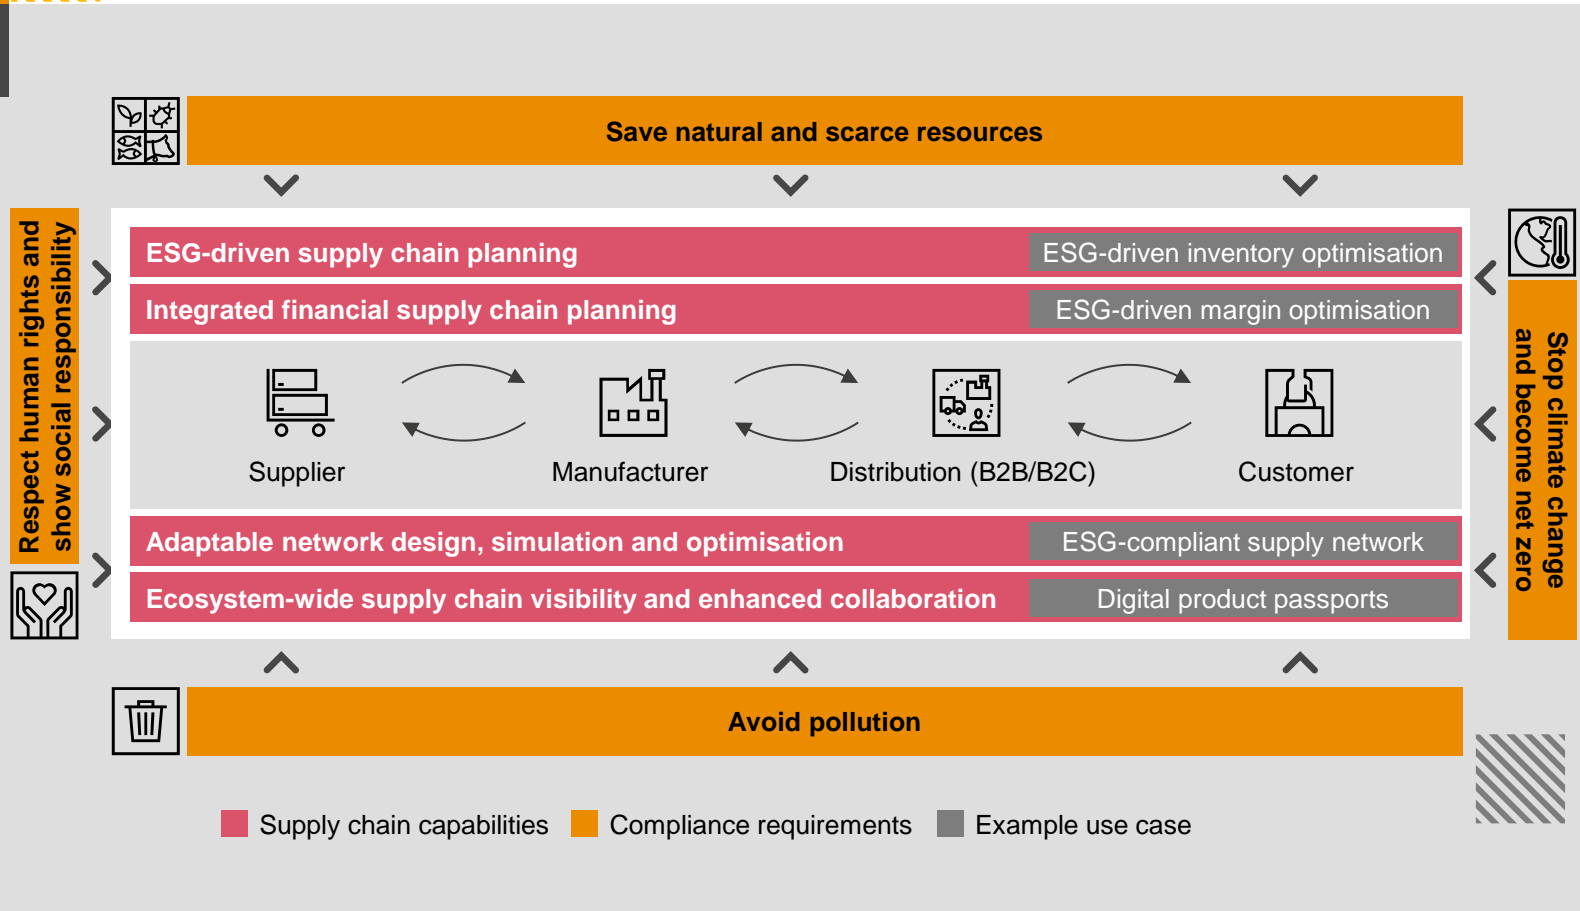 Save natural and scarce resources
Respect human rights and
show social responsibility
ESG-driven supply chain planning
ESG-driven inventory optimisation
Integrated financial supply chain planning
ESG-driven margin optimisation
Supplier
Manufacturer
Distribution (B2B/B2C)
Customer
Adaptable network design, simulation and optimisation
ESG-compliant supply network
Ecosystem-wide supply chain visibility and enhanced collaboration
Digital product passports
Stop climate change
and become net zero
Avoid pollution
Supply chain capabilities
Compliance requirements
Example use case